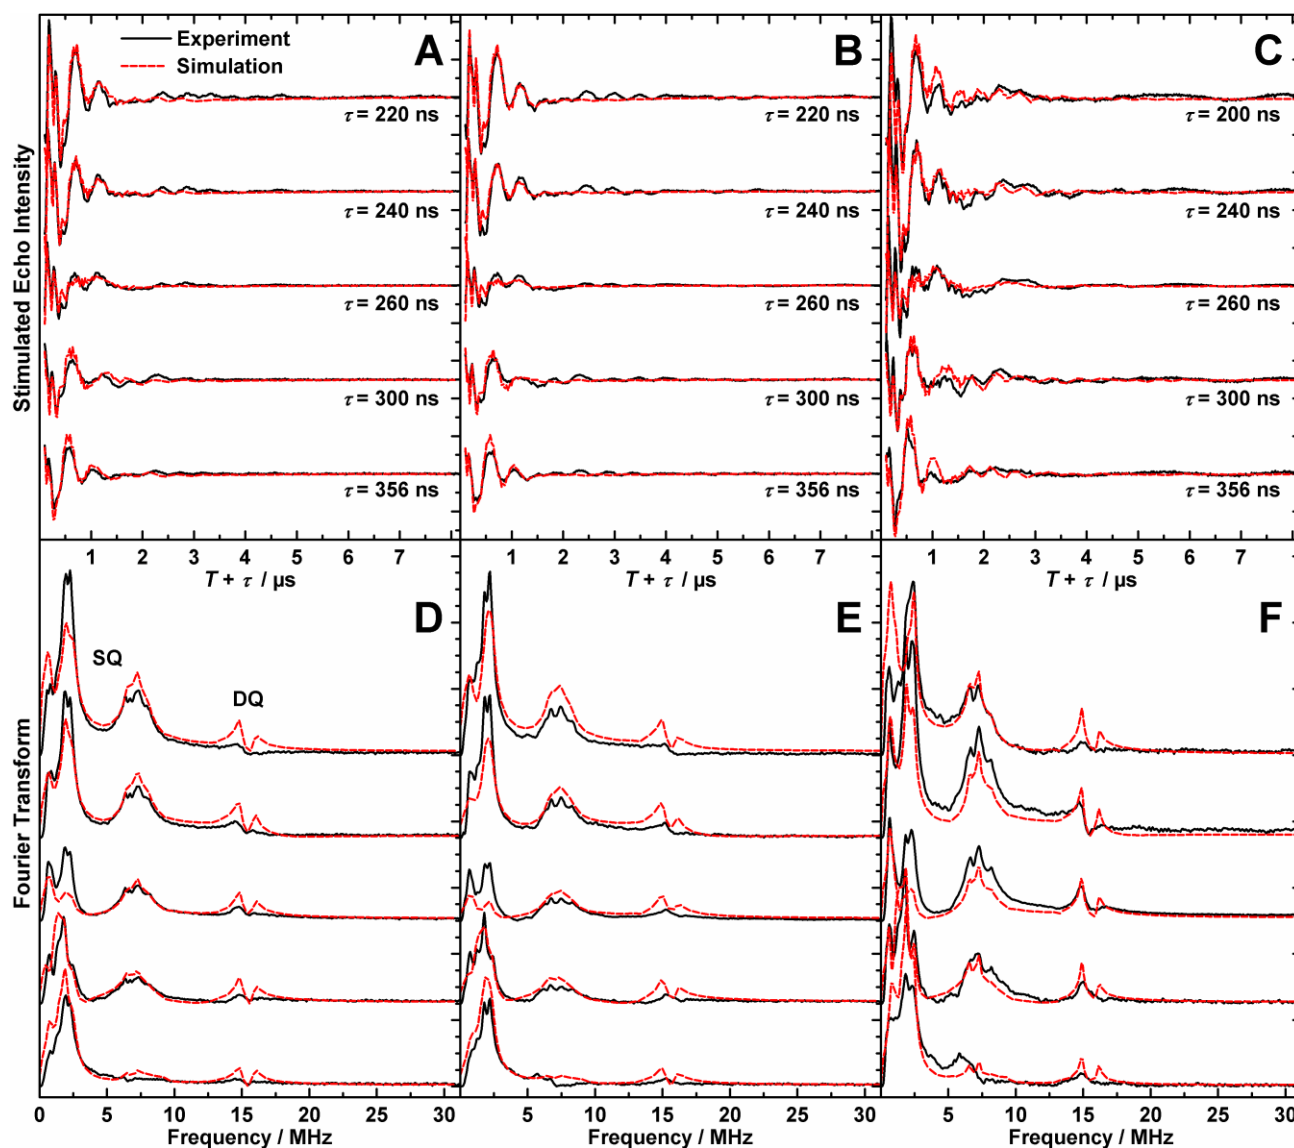 Experiment
Simulation
A
B
C
τ = 220 ns
τ = 220 ns
τ = 200 ns
τ = 240 ns
τ = 240 ns
τ = 240 ns
τ = 260 ns
τ = 260 ns
τ = 260 ns
τ = 300 ns
τ = 300 ns
τ = 300 ns
τ = 356 ns
τ = 356 ns
τ = 356 ns
Stimulated Echo Intensity
1 2 3 4 5 6 7
1 2 3 4 5 6 7
1 2 3 4 5 6 7
T + τ / µs
T + τ / µs
T + τ / µs
D
E
F
SQ
DQ
Fourier Transform
0 5 10 15 20 25 30
5 10 15 20 25 30
5 10 15 20 25 30
Frequency / MHz
Frequency / MHz
Frequency / MHz